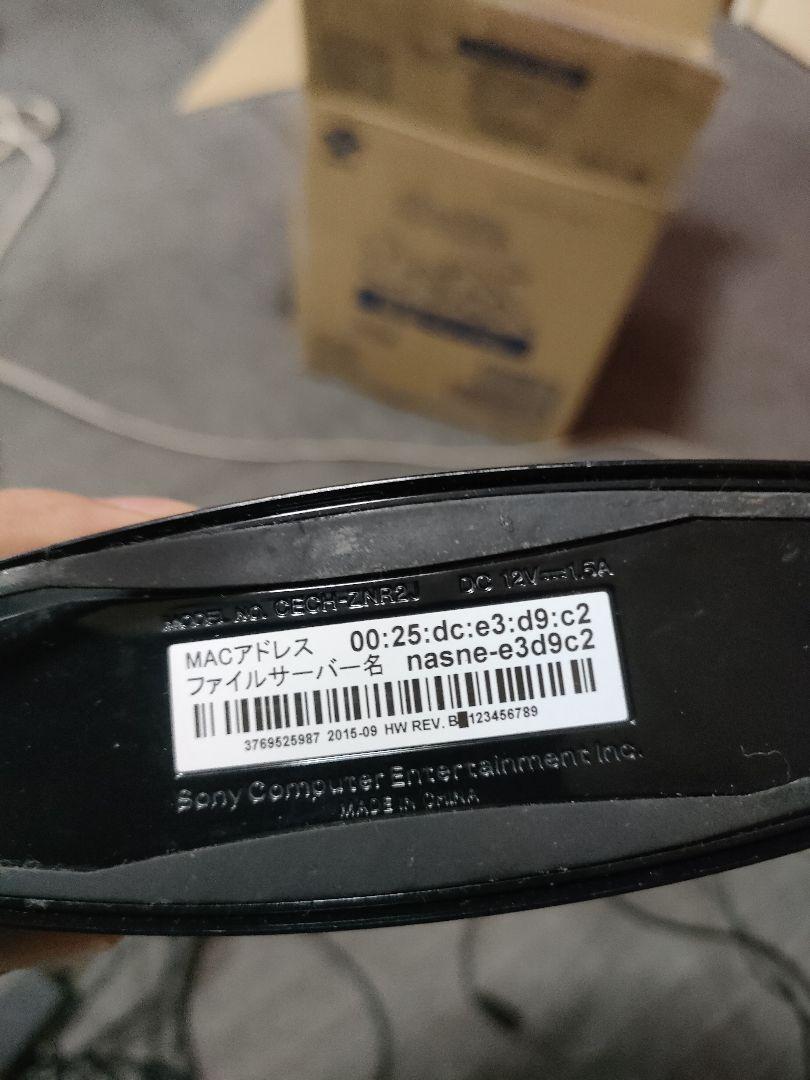 MODEL NO. CECH-ZNR2J DC 12V⎓1.5A
MACアドレス 00:25:dc:e3:d9:c2
ファイルサーバー名 nasne-e3d9c2
3769525987 2015-09 HW REV. B■123456789
Sony Computer Entertainment Inc.
MADE IN CHINA